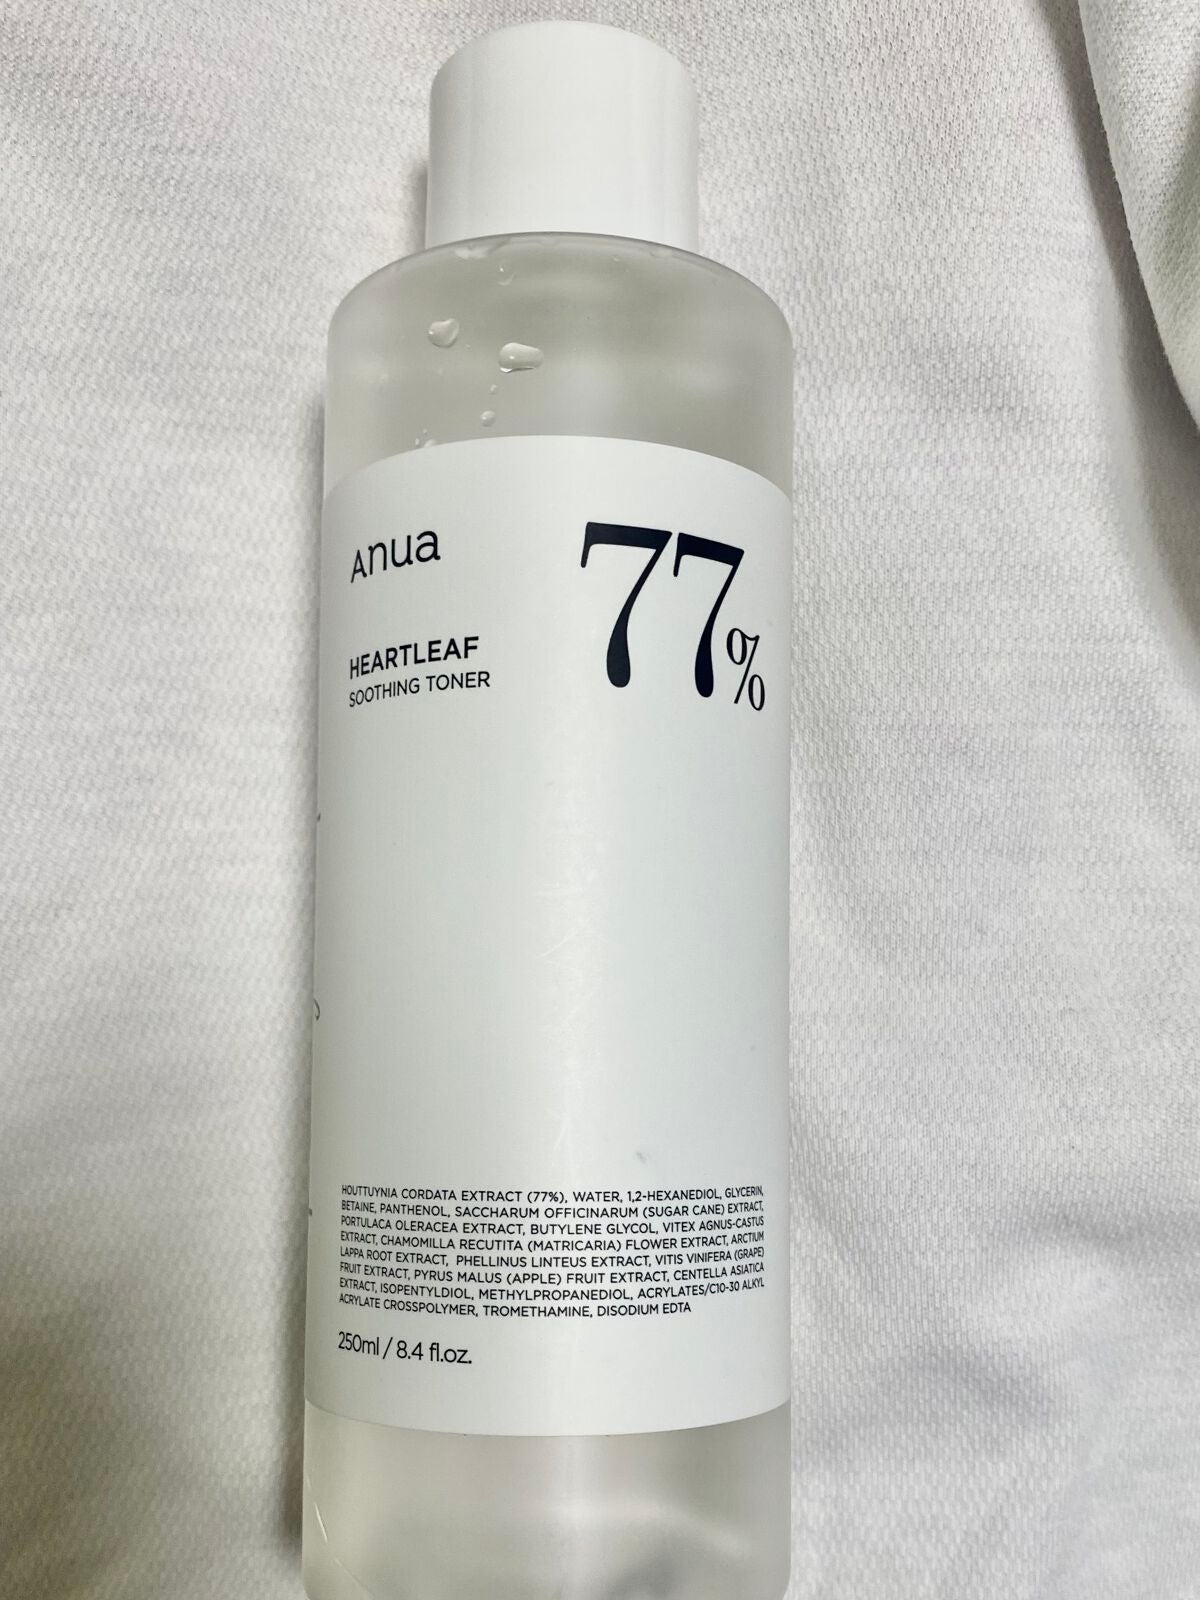 Anua
77%
HEARTLEAF
SOOTHING TONER
HOUTTUYNIA CORDATA EXTRACT (77%), WATER, 1,2-HEXANEDIOL, GLYCERIN,
BETAINE, PANTHENOL, SACCHARUM OFFICINARUM (SUGAR CANE) EXTRACT,
PORTULACA OLERACEA EXTRACT, BUTYLENE GLYCOL, VITEX AGNUS-CASTUS
EXTRACT, CHAMOMILLA RECUTITA (MATRICARIA) FLOWER EXTRACT, ARCTIUM
LAPPA ROOT EXTRACT, PHELLINUS LINTEUS EXTRACT, VITIS VINIFERA (GRAPE)
FRUIT EXTRACT, PYRUS MALUS (APPLE) FRUIT EXTRACT, CENTELLA ASIATICA
EXTRACT, ISOPENTYLDIOL, METHYLPROPANEDIOL, ACRYLATES/C10-30 ALKYL
ACRYLATE CROSSPOLYMER, TROMETHAMINE, DISODIUM EDTA
250ml / 8.4 fl.oz.